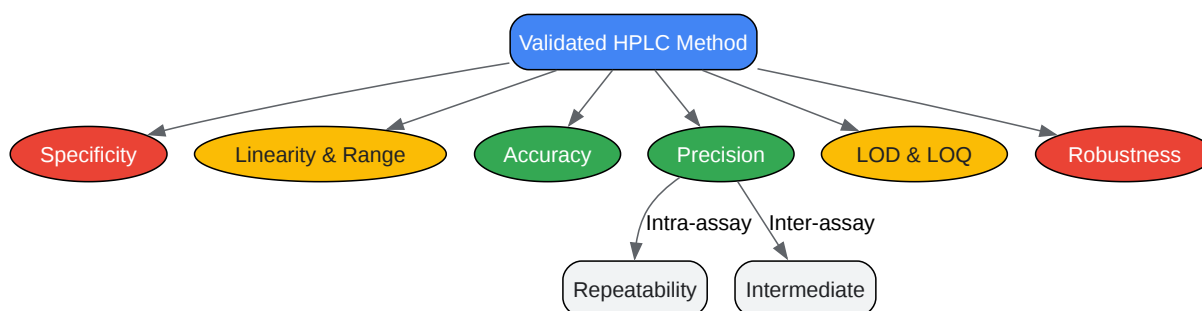 Validated HPLC Method
Specificity
Linearity & Range
Accuracy
Precision
LOD & LOQ
Robustness
Intra-assay
Inter-assay
Repeatability
Intermediate